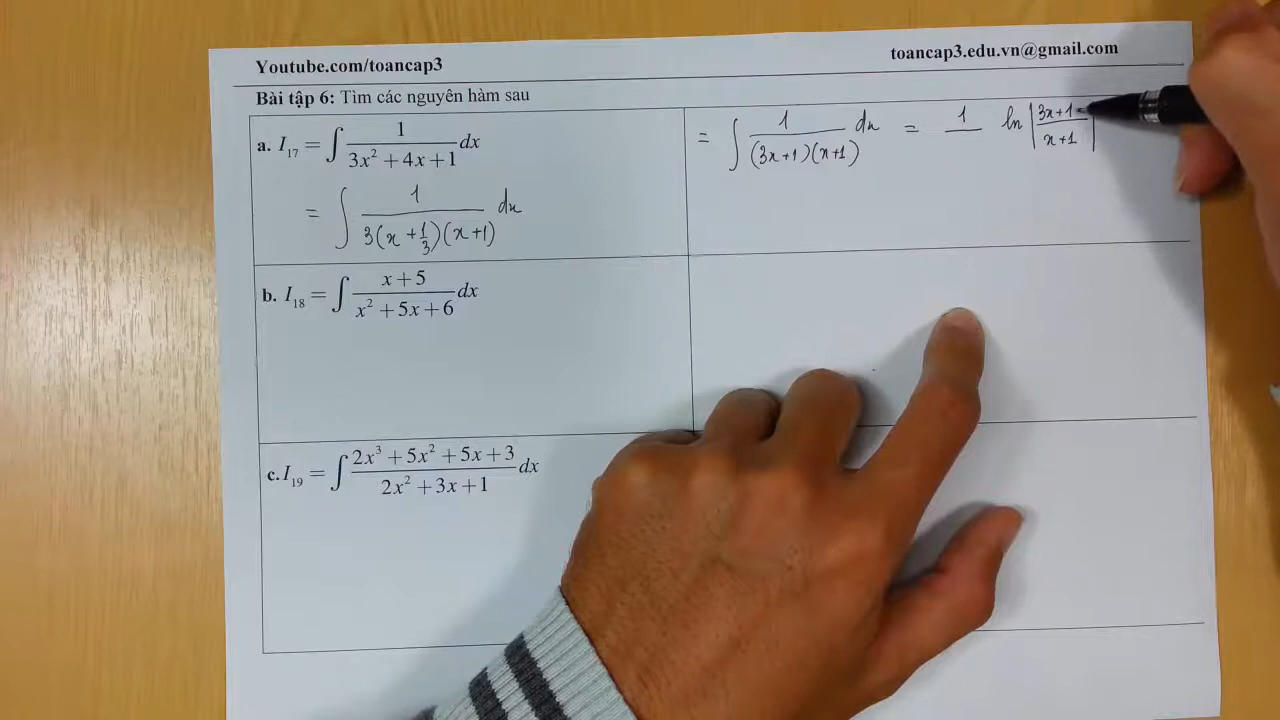 Youtube.com/toancap3
toancap3.edu.vn@gmail.com
Bài tập 6: Tìm các nguyên hàm sau
a. I₁₇ = ∫ 1/(3x² + 4x + 1) dx
= ∫ 1/(3(x + 1/3)(x + 1)) dx
= ∫ 1/((3x + 1)(x + 1)) dx = 1/ ln |(3x + 1)/(x + 1)|
b. I₁₈ = ∫ (x + 5)/(x² + 5x + 6) dx
c. I₁₉ = ∫ (2x³ + 5x² + 5x + 3)/(2x² + 3x + 1) dx